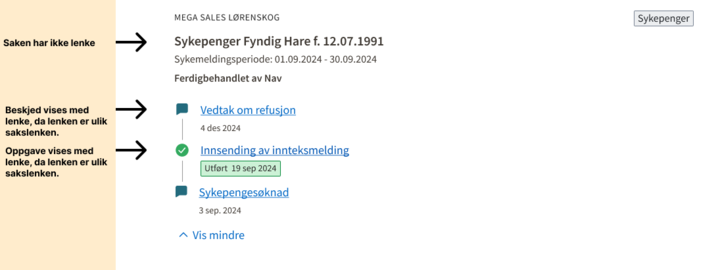 MEGA SALES LØRENSKOG
Sykepenger
Saken har ikke lenke
Sykepenger Fyndig Hare f. 12.07.1991
Sykemeldingsperiode: 01.09.2024 - 30.09.2024
Ferdigbehandlet av Nav
Beskjed vises med
lenke, da lenken er ulik
sakslenken.
Vedtak om refusjon
4 des 2024
Oppgave vises med
lenke, da lenken er ulik
sakslenken.
Innsending av innteksmelding
Utført 19 sep 2024
Sykepengesøknad
3 sep. 2024
Vis mindre